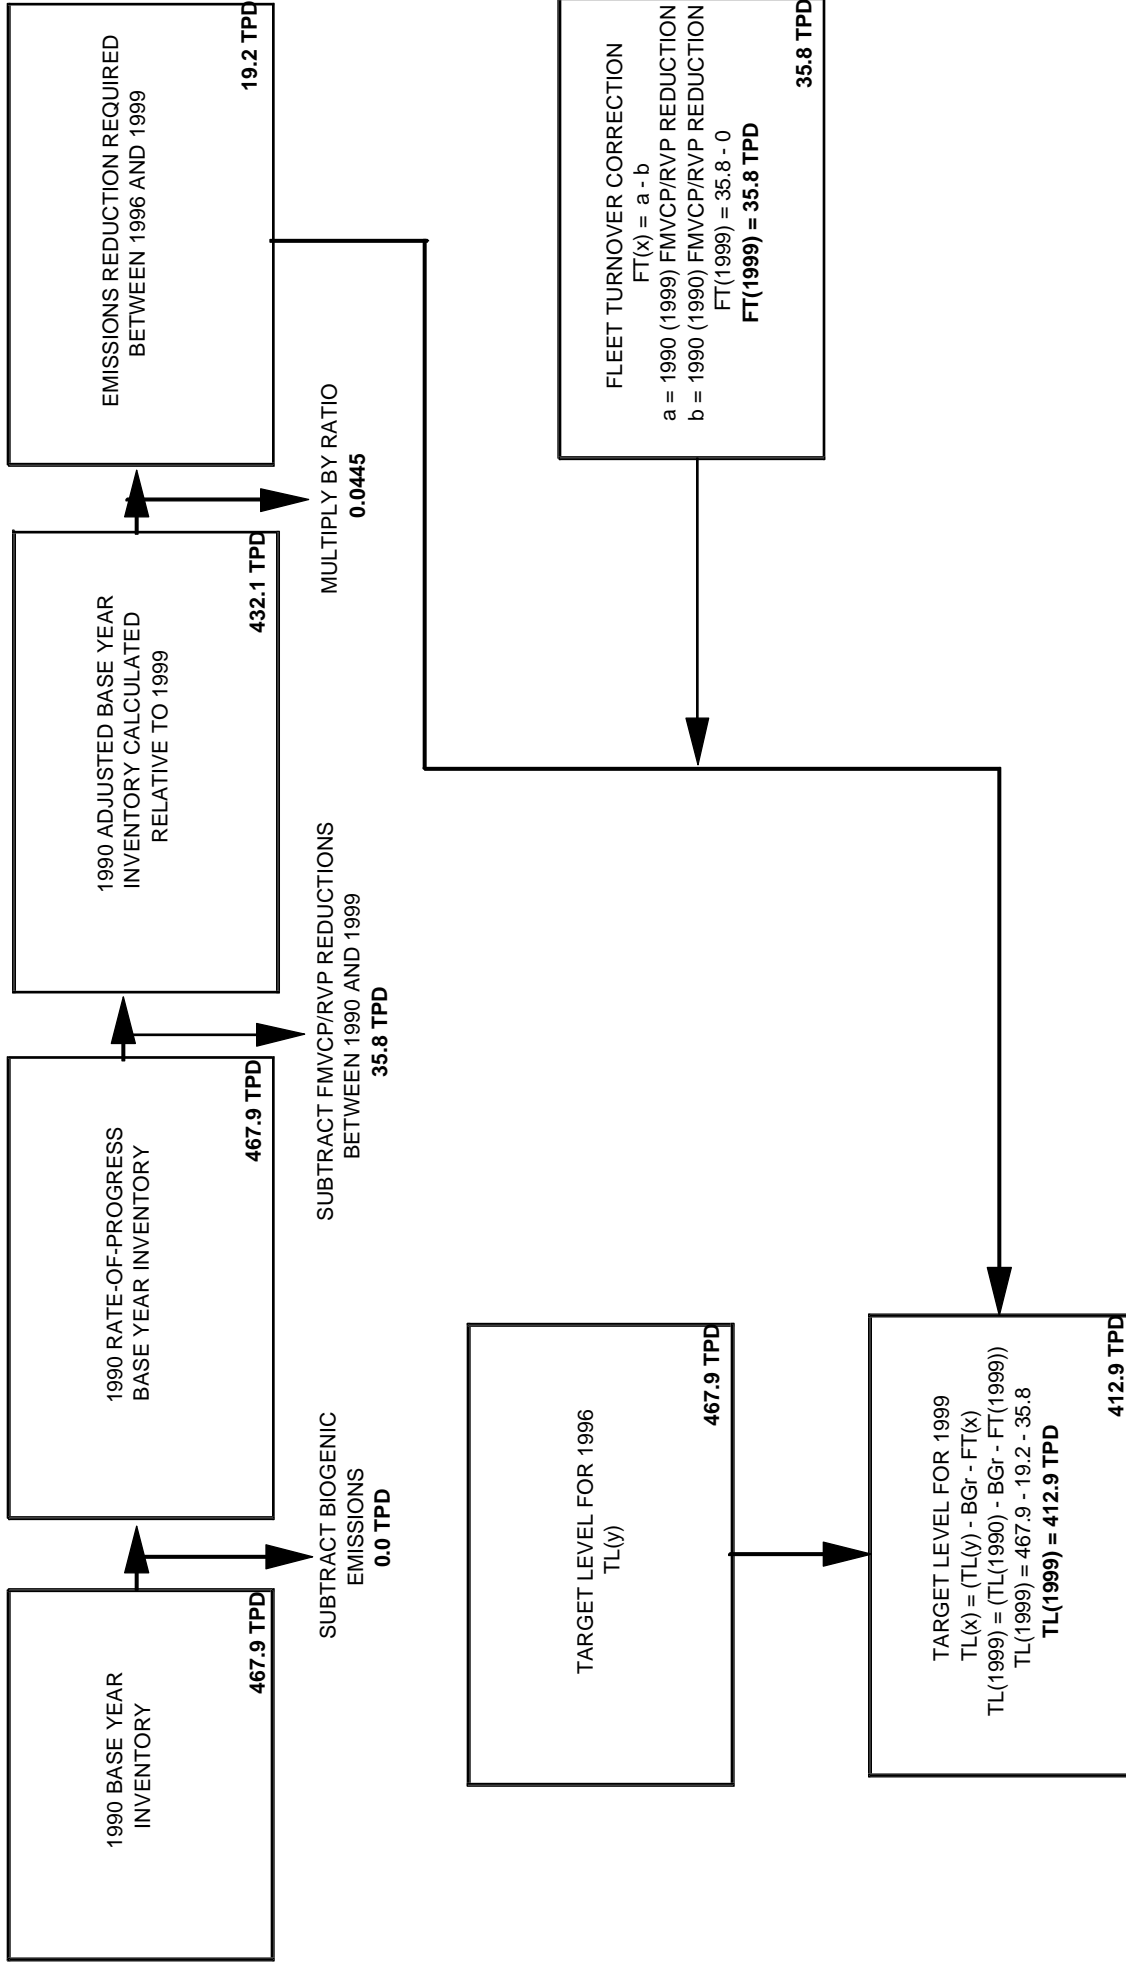 1990 BASE YEAR
INVENTORY
467.9 TPD
SUBTRACT BIOGENIC
EMISSIONS
0.0 TPD
1990 RATE-OF-PROGRESS
BASE YEAR INVENTORY
467.9 TPD
SUBTRACT FMVCP/RVP REDUCTIONS
BETWEEN 1990 AND 1999
35.8 TPD
1990 ADJUSTED BASE YEAR
INVENTORY CALCULATED
RELATIVE TO 1999
432.1 TPD
MULTIPLY BY RATIO
0.0445
EMISSIONS REDUCTION REQUIRED
BETWEEN 1996 AND 1999
19.2 TPD
TARGET LEVEL FOR 1996
TL(y)
467.9 TPD
FLEET TURNOVER CORRECTION
FT(x) = a - b
a = 1990 (1999) FMVCP/RVP REDUCTION
b = 1990 (1990) FMVCP/RVP REDUCTION
FT(1999) = 35.8 - 0
FT(1999) = 35.8 TPD
35.8 TPD
TARGET LEVEL FOR 1999
TL(x) = (TL(y) - BGr - FT(x)
TL(1999) = (TL(1990) - BGr - FT(1999))
TL(1999) = 467.9 - 19.2 - 35.8
TL(1999) = 412.9 TPD
412.9 TPD